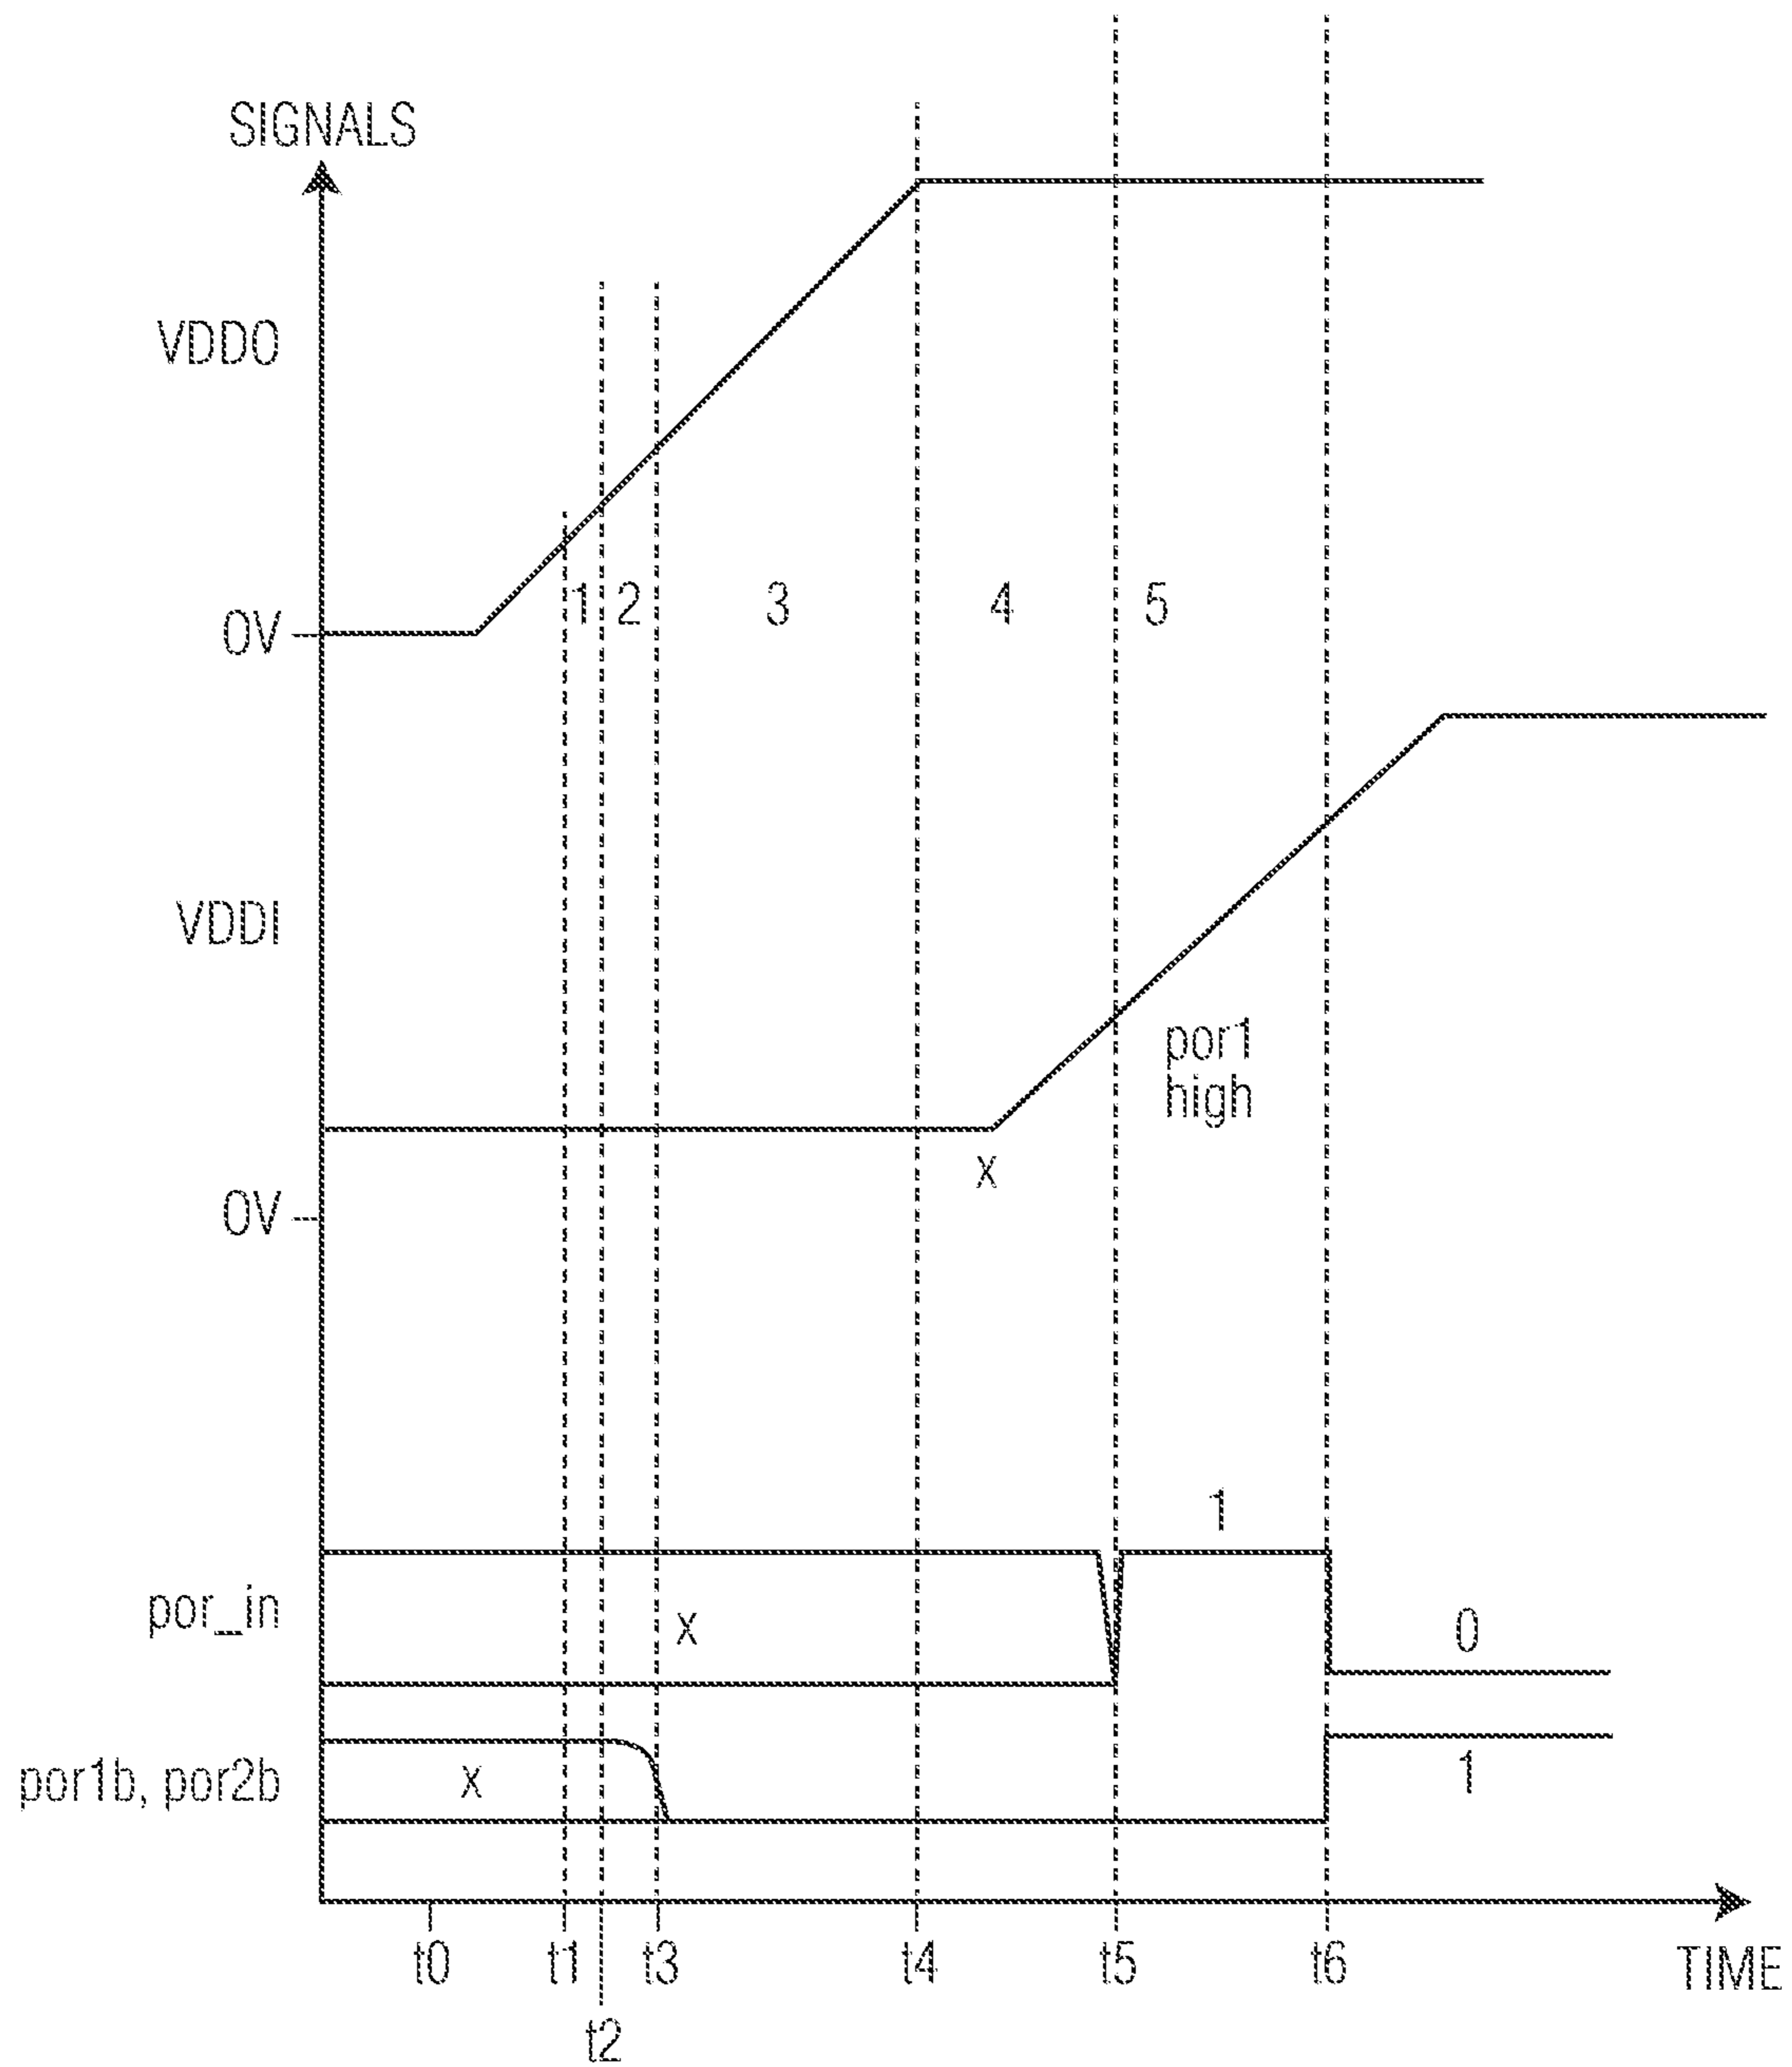 SIGNALS
VDDO
0V
1 2 3 4 5
VDDI
por1
high
x
0V
1
por_in
x
0
por1b, por2b
x
1
t0 t1 t3 t4 t5 t6 TIME
t2